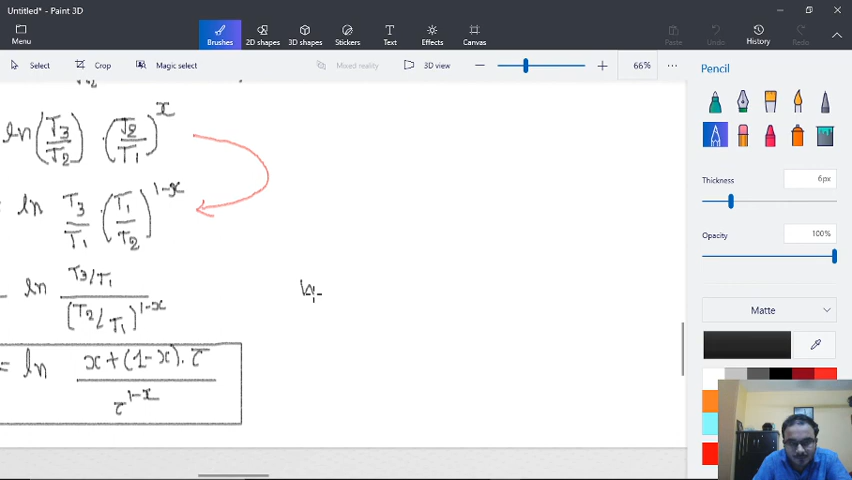 Untitled* - Paint 3D
Menu
Brushes
2D shapes
3D shapes
Stickers
Text
Effects
Canvas
Paste
Undo
History
Redo
Select
Crop
Magic select
Mixed reality
3D view
66%
Pencil
Thickness
6px
Opacity
100%
Matte
ln(T3/T2) · (T2/T1)^x
= ln T3/T1 · (T1/T2)^1-x
ln T3/T1 / (T2/T1)^1-x
= ln x+(1-x).τ / τ^1-x